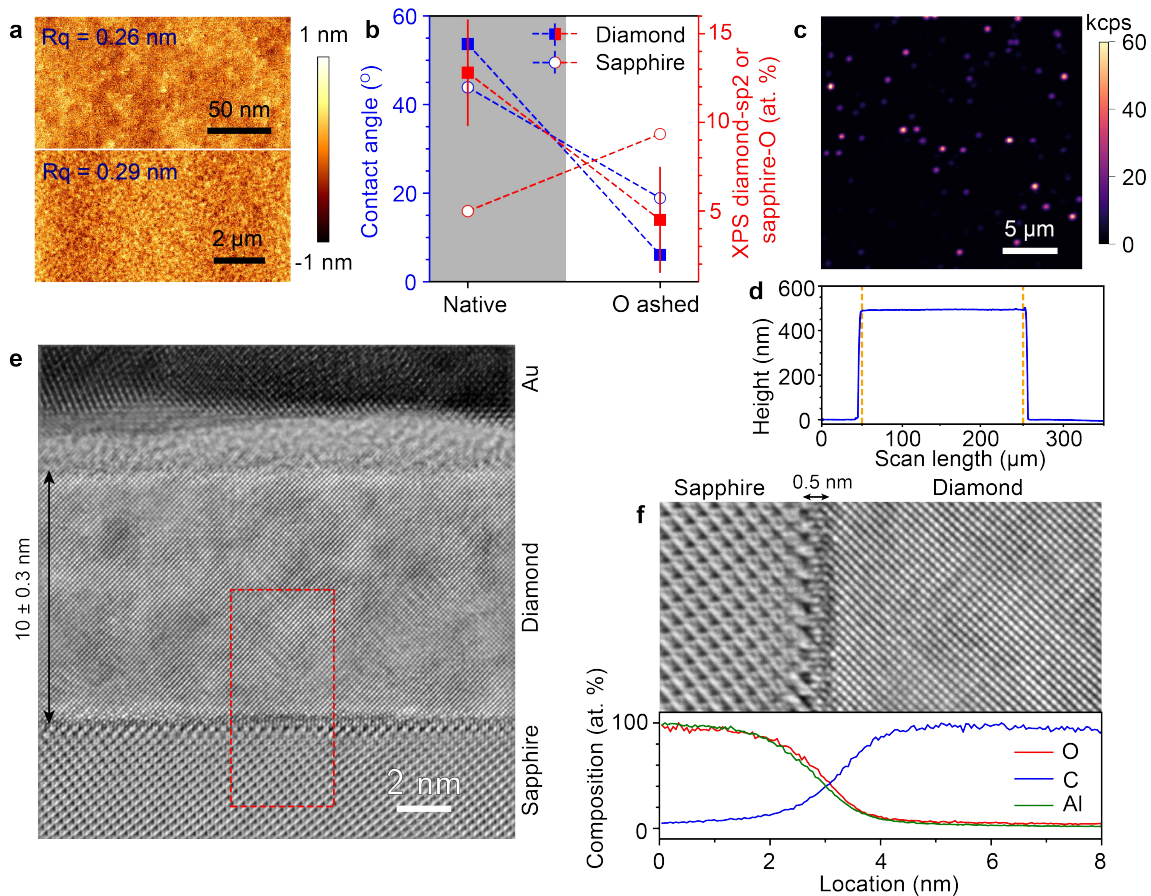 a
Rq = 0.26 nm
50 nm
Rq = 0.29 nm
2 µm
1 nm
-1 nm
b
Contact angle (º)
60
40
20
0
Diamond
Sapphire
Native
O ashed
15
10
5
XPS diamond-sp2 or
sapphire-O (at. %)
c
5 µm
kcps
60
40
20
0
d
Height (nm)
600
400
200
0
0
100
200
300
Scan length (µm)
e
Au
Diamond
Sapphire
10 ± 0.3 nm
2 nm
f
Sapphire
0.5 nm
Diamond
Composition (at. %)
100
0
O
C
Al
0
2
4
6
8
Location (nm)